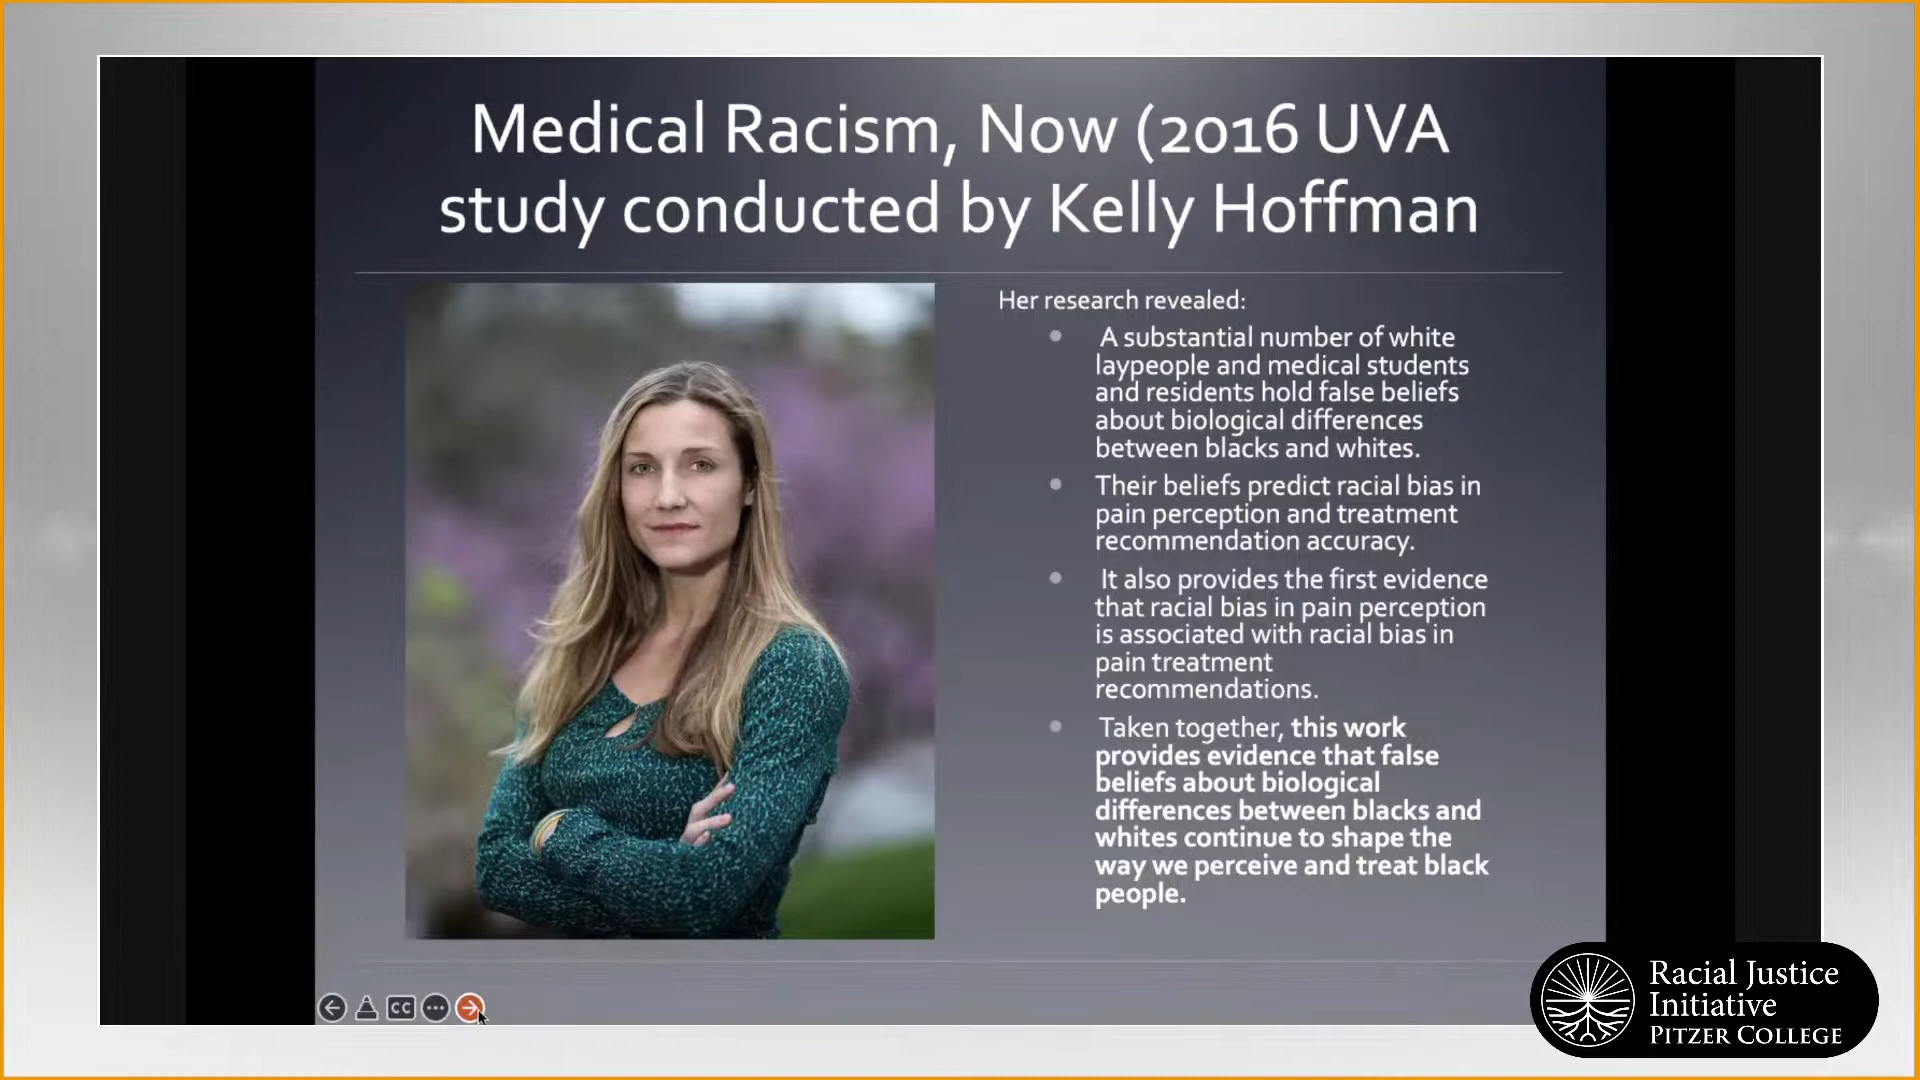 Medical Racism, Now (2016 UVA
study conducted by Kelly Hoffman
Her research revealed:
A substantial number of white
laypeople and medical students
and residents hold false beliefs
about biological differences
between blacks and whites.
Their beliefs predict racial bias in
pain perception and treatment
recommendation accuracy.
It also provides the first evidence
that racial bias in pain perception
is associated with racial bias in
pain treatment
recommendations.
Taken together, this work
provides evidence that false
beliefs about biological
differences between blacks and
whites continue to shape the
way we perceive and treat black
people.
CC
Racial Justice
Initiative
PITZER COLLEGE